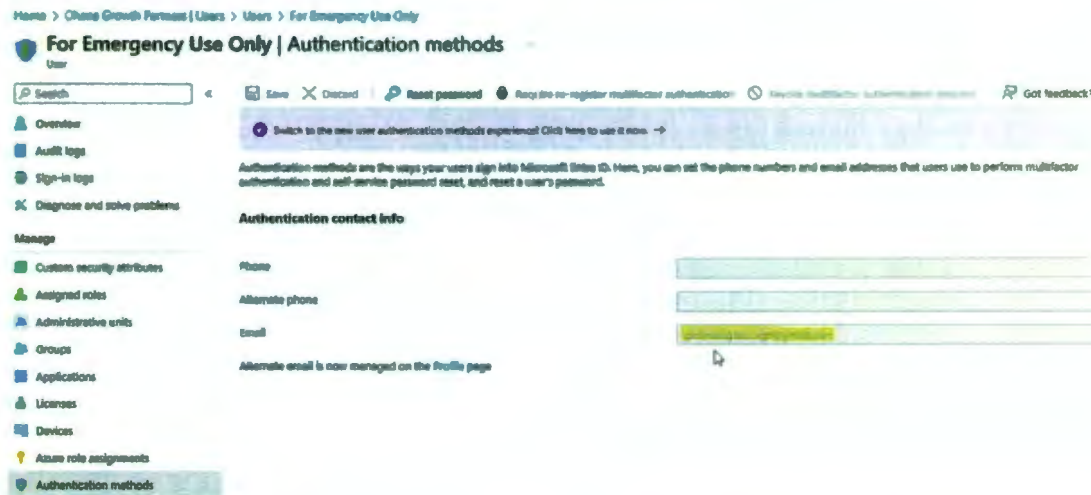 Home > Ohana Growth Partners | Users > Users > For Emergency Use Only
For Emergency Use Only | Authentication methods
User
Search
Save Discard Reset password Require re-register multifactor authentication Revoke multifactor authentication sessions Got feedback?
Overview
Audit logs
Sign-in logs
Diagnose and solve problems
Manage
Custom security attributes
Assigned roles
Administrative units
Groups
Applications
Licenses
Devices
Azure role assignments
Authentication methods
Switch to the new user authentication methods experience! Click here to use it now. →
Authentication methods are the ways your users sign into Microsoft Entra ID. Here, you can set the phone numbers and email addresses that users use to perform multifactor
authentication and self-service password reset, and reset a user's password.
Authentication contact info
Phone
Alternate phone
Email
Alternate email is now managed on the Profile page